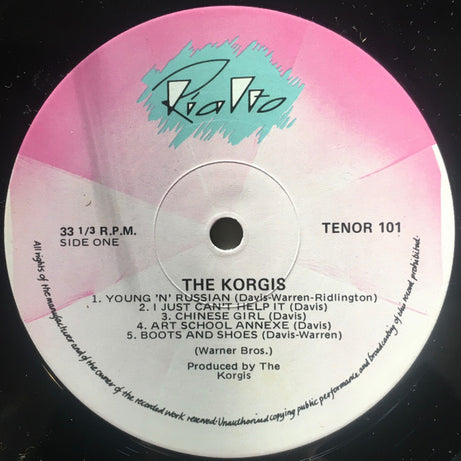 Rialto
33 1/3 R.P.M.
SIDE ONE
TENOR 101
THE KORGIS
1. YOUNG 'N' RUSSIAN (Davis-Warren-Ridlington)
2. I JUST CAN'T HELP IT (Davis)
3. CHINESE GIRL (Davis)
4. ART SCHOOL ANNEXE (Davis)
5. BOOTS AND SHOES (Davis-Warren)
(Warner Bros.)
Produced by The
Korgis
All rights of the manufacturer and of the owner of the recorded work reserved. Unauthorised copying public performance and broadcasting of this record prohibited.